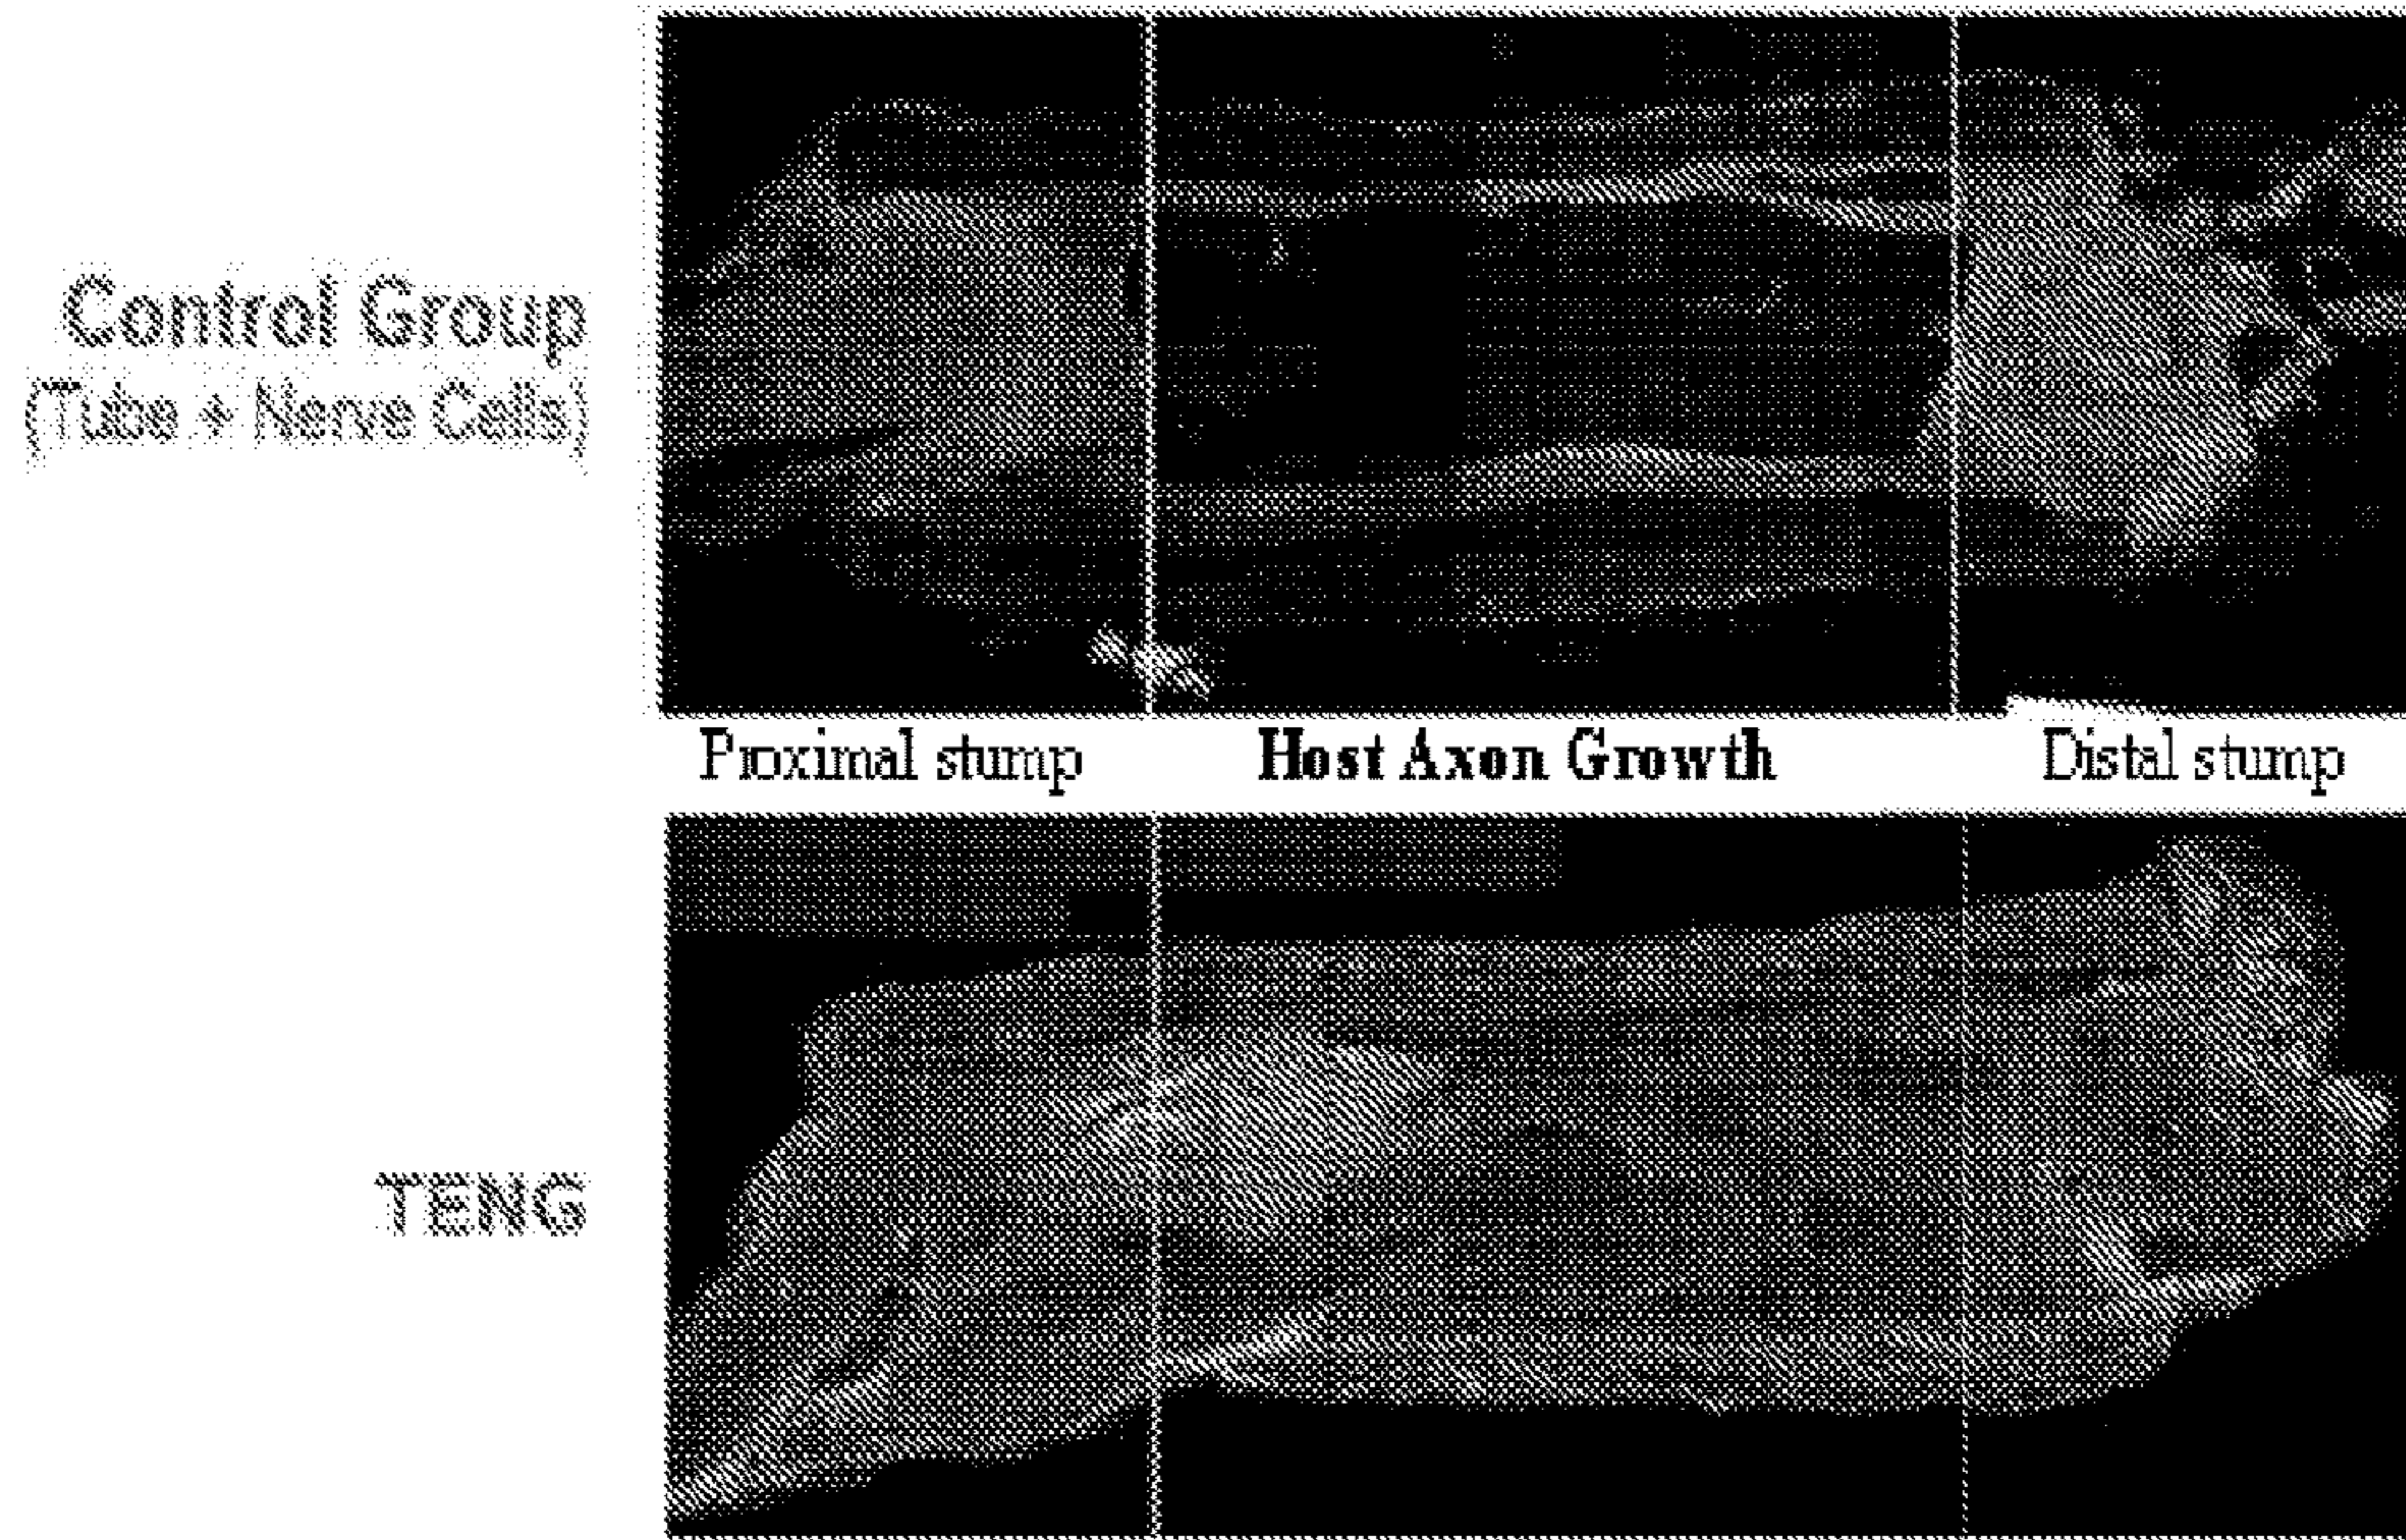 Control Group
(Tube + Nerve Cells)
Proximal stump Host Axon Growth Distal stump
TENG